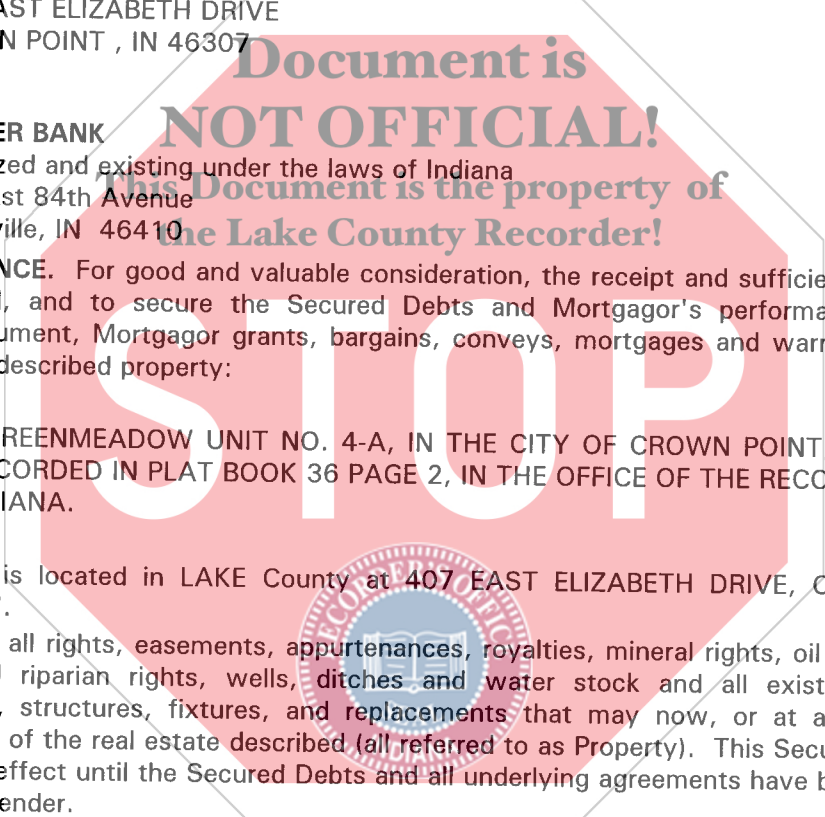 AST ELIZABETH DRIVE
N POINT , IN 46307
Document is
NOT OFFICIAL!
This Document is the property of
the Lake County Recorder!
STOP
ER BANK
zed and existing under the laws of Indiana
st 84th Avenue
ville, IN 46410
NCE. For good and valuable consideration, the receipt and sufficie
, and to secure the Secured Debts and Mortgagor's performa
ument, Mortgagor grants, bargains, conveys, mortgages and warr
described property:
REENMEADOW UNIT NO. 4-A, IN THE CITY OF CROWN POINT
CORDED IN PLAT BOOK 36 PAGE 2, IN THE OFFICE OF THE RECO
IANA.
is located in LAKE County at 407 EAST ELIZABETH DRIVE, C
.
all rights, easements, appurtenances, royalties, mineral rights, oil
riparian rights, wells, ditches and water stock and all exist
, structures, fixtures, and replacements that may now, or at a
of the real estate described (all referred to as Property). This Secu
effect until the Secured Debts and all underlying agreements have b
ender.
RECORDER OFFIC
INDIANA